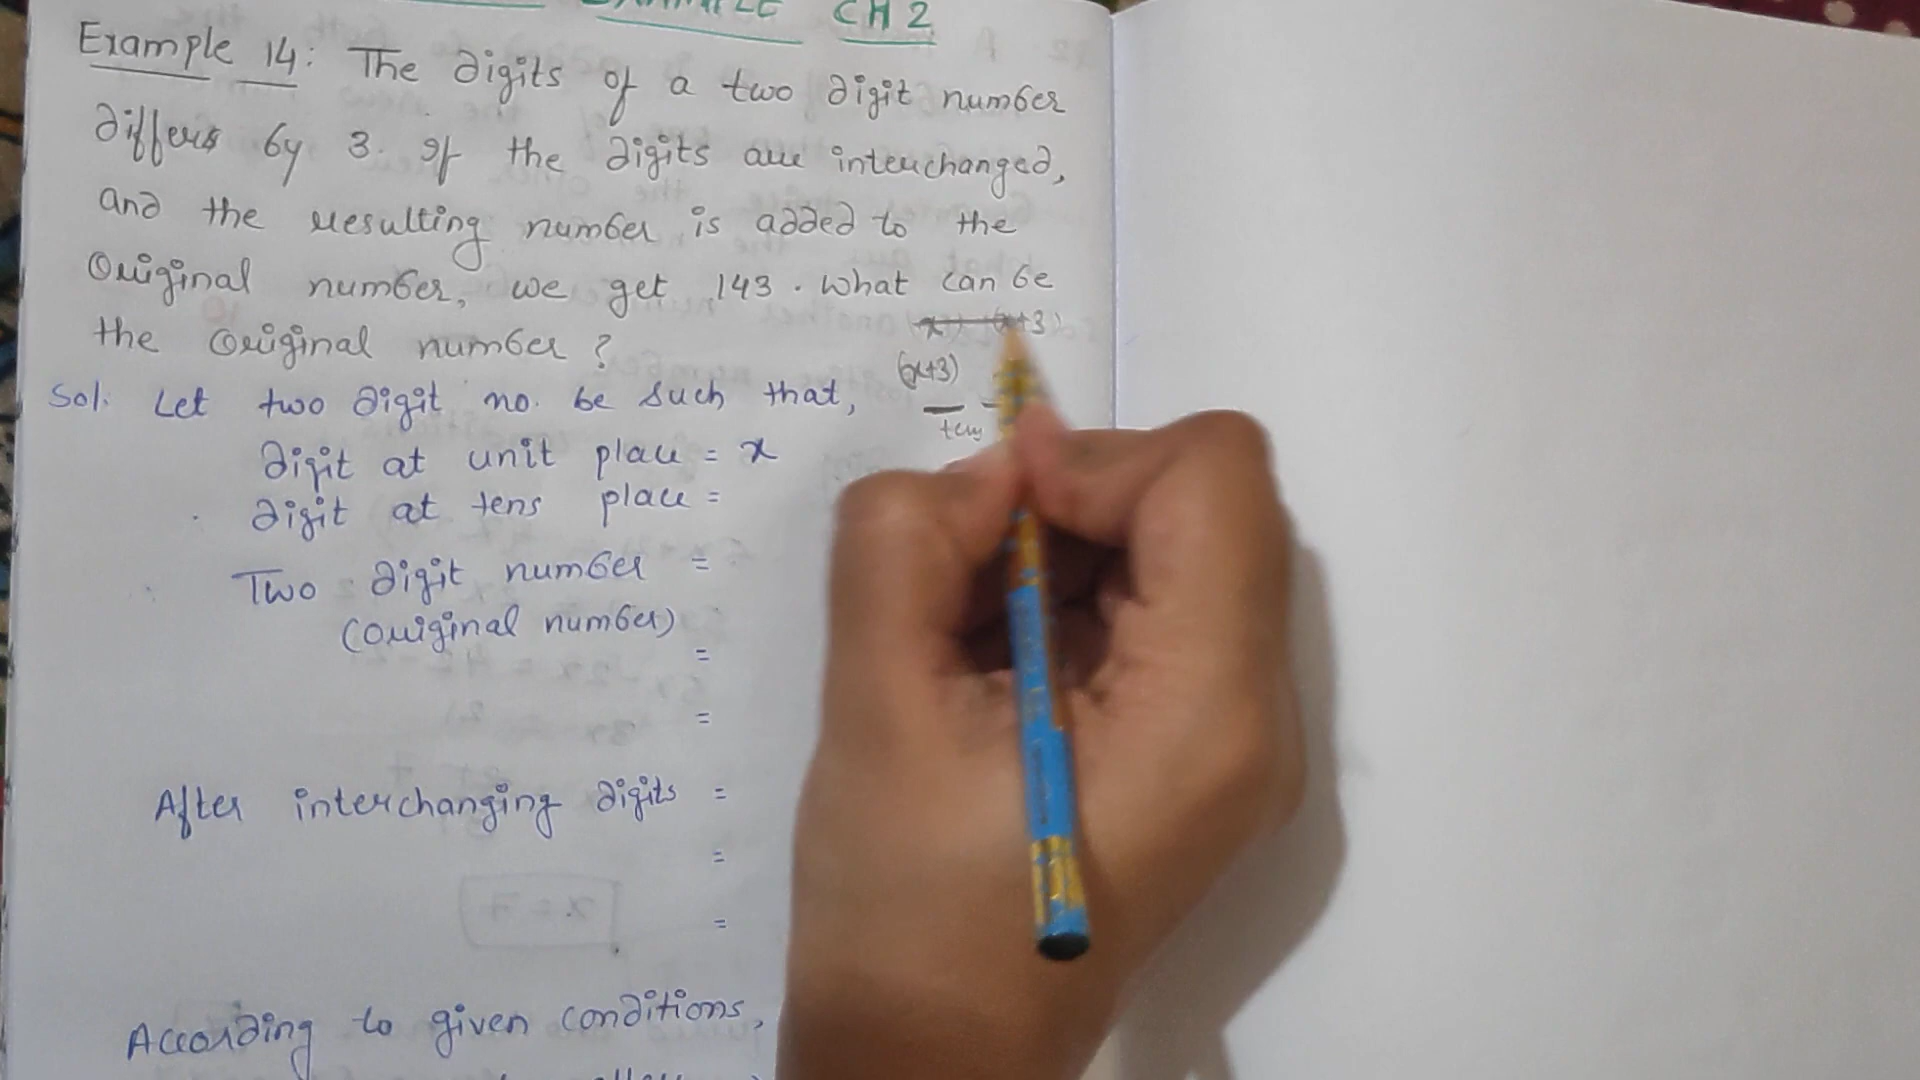 EXAMPLE CH 2
Example 14: The digits of a two digit number
differs by 3. If the digits are interchanged,
and the resulting number is added to the
Original number, we get 143. What can be
the Original number?
(x+3)
Sol. Let two digit no. be such that,
tens
digit at unit place = x
digit at tens place =
Two digit number =
(Original number)
=
=
After interchanging digits =
=
=
According to given conditions,